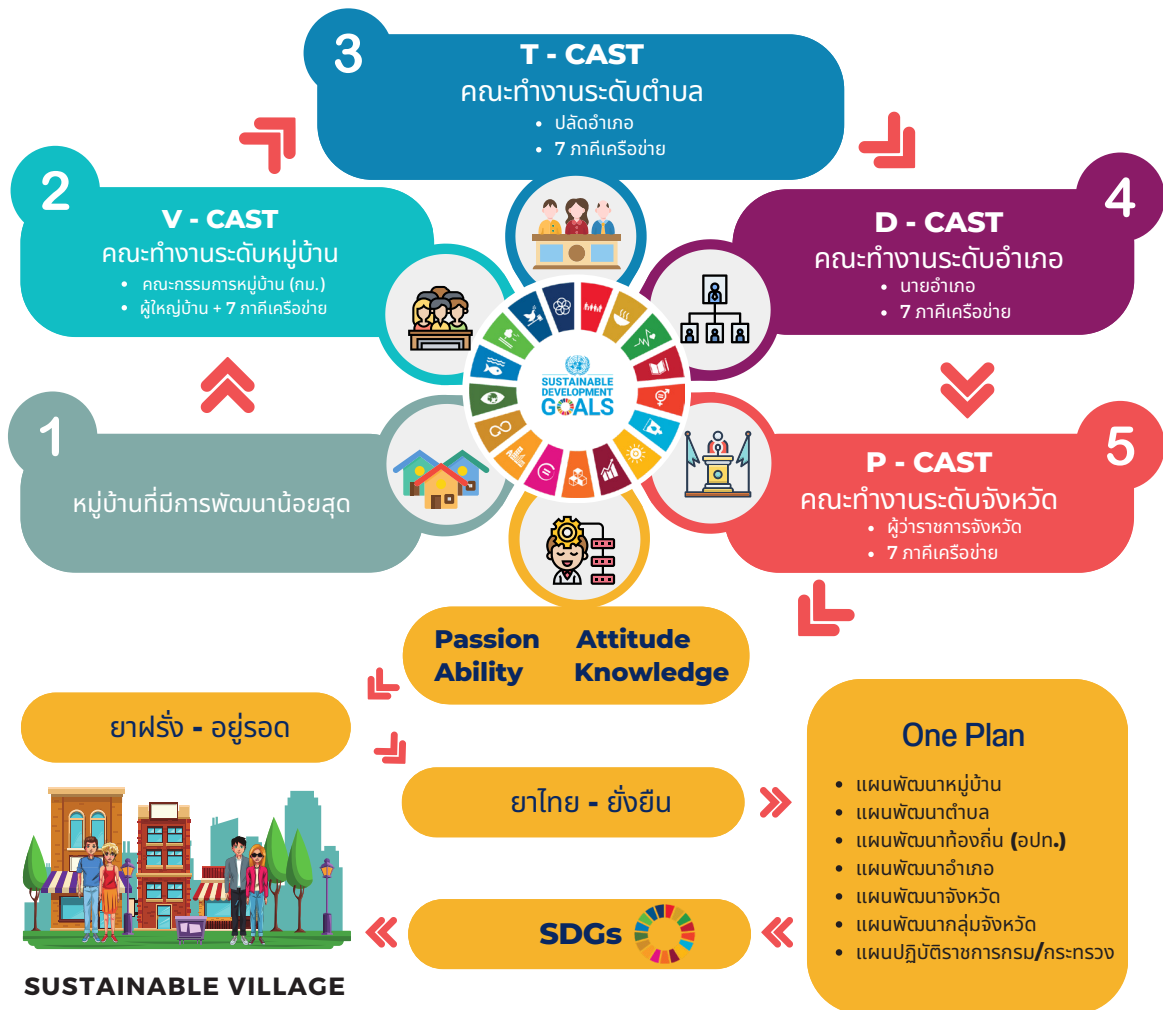 3
T - CAST
คณะทำงานระดับตำบล
• ปลัดอำเภอ
• 7 ภาคีเครือข่าย
2
V - CAST
คณะทำงานระดับหมู่บ้าน
• คณะกรรมการหมู่บ้าน (กม.)
• ผู้ใหญ่บ้าน + 7 ภาคีเครือข่าย
4
D - CAST
คณะทำงานระดับอำเภอ
• นายอำเภอ
• 7 ภาคีเครือข่าย
SUSTAINABLE
DEVELOPMENT
GOALS
1
หมู่บ้านที่มีการพัฒนาน้อยสุด
5
P - CAST
คณะทำงานระดับจังหวัด
• ผู้ว่าราชการจังหวัด
• 7 ภาคีเครือข่าย
Passion Attitude
Ability Knowledge
ยาฝรั่ง - อยู่รอด
ยาไทย - ยั่งยืน
One Plan
• แผนพัฒนาหมู่บ้าน
• แผนพัฒนาตำบล
• แผนพัฒนาท้องถิ่น (อปท.)
• แผนพัฒนาอำเภอ
• แผนพัฒนาจังหวัด
• แผนพัฒนากลุ่มจังหวัด
• แผนปฏิบัติราชการกรม/กระทรวง
SDGs
SUSTAINABLE VILLAGE